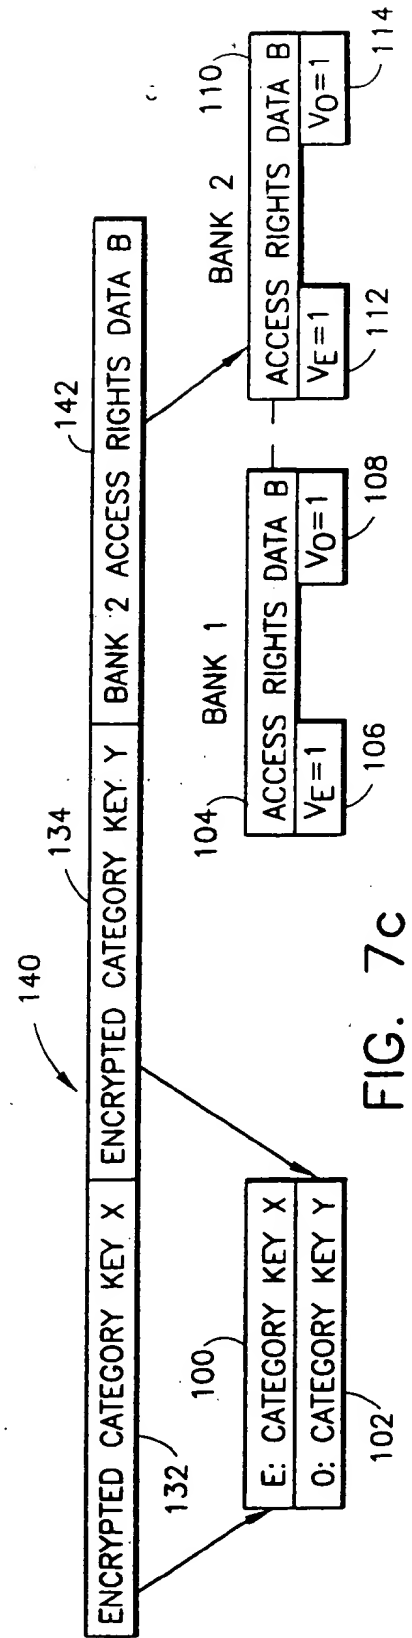 140
142
134
ENCRYPTED CATEGORY KEY X
ENCRYPTED CATEGORY KEY Y
BANK 2 ACCESS RIGHTS DATA B
132
100
E: CATEGORY KEY X
O: CATEGORY KEY Y
102
104
BANK 1
ACCESS RIGHTS DATA B
VE=1
VO=1
106
108
BANK 2
110
ACCESS RIGHTS DATA B
VE=1
VO=1
112
114
FIG. 7c